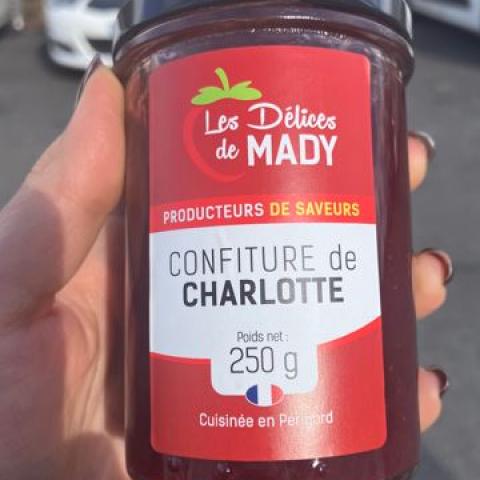 Les Délices
de MADY
PRODUCTEURS DE SAVEURS
CONFITURE de
CHARLOTTE
Poids net :
250 g
Cuisinée en Périgord